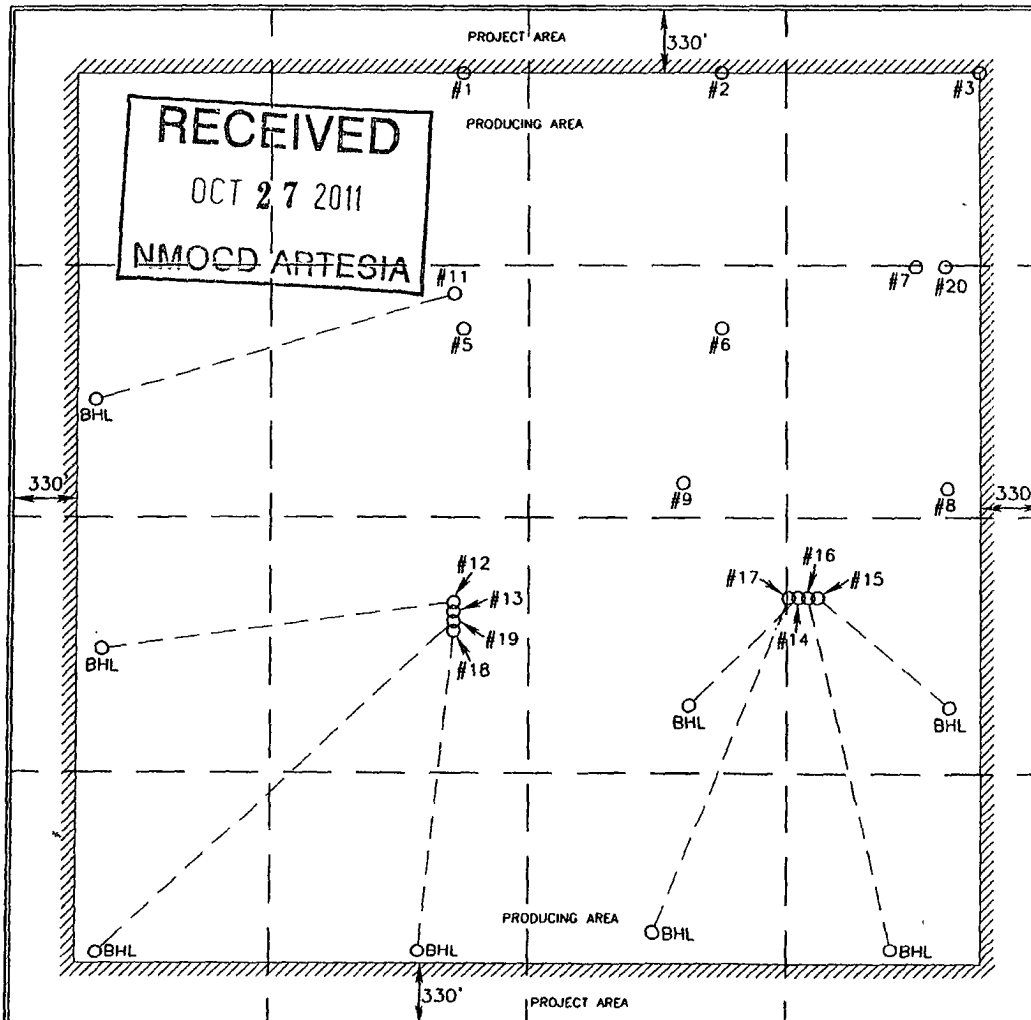 PROJECT AREA
330'
#1
#2
#3
PRODUCING AREA
RECEIVED
OCT 27 2011
NMOCD ARTESIA
#11
#7
#20
#5
#6
BHL
330'
330
#9
#8
#12
#13
#19
#18
#17
#16
#15
#14
BHL
BHL
BHL
PRODUCING AREA
BHL
BHL
BHL
BHL
330'
PROJECT AREA